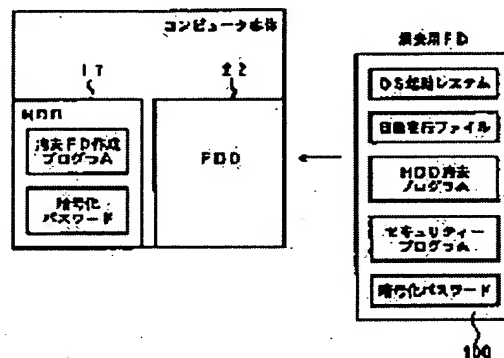 コンピュータ本体
17
22
HDD
消去FD作成
プログラム
暗号化
パスワード
FDD
消去用FD
OS起動システム
自動実行ファイル
HDD消去
プログラム
セキュリティー
プログラム
暗号化パスワード
100